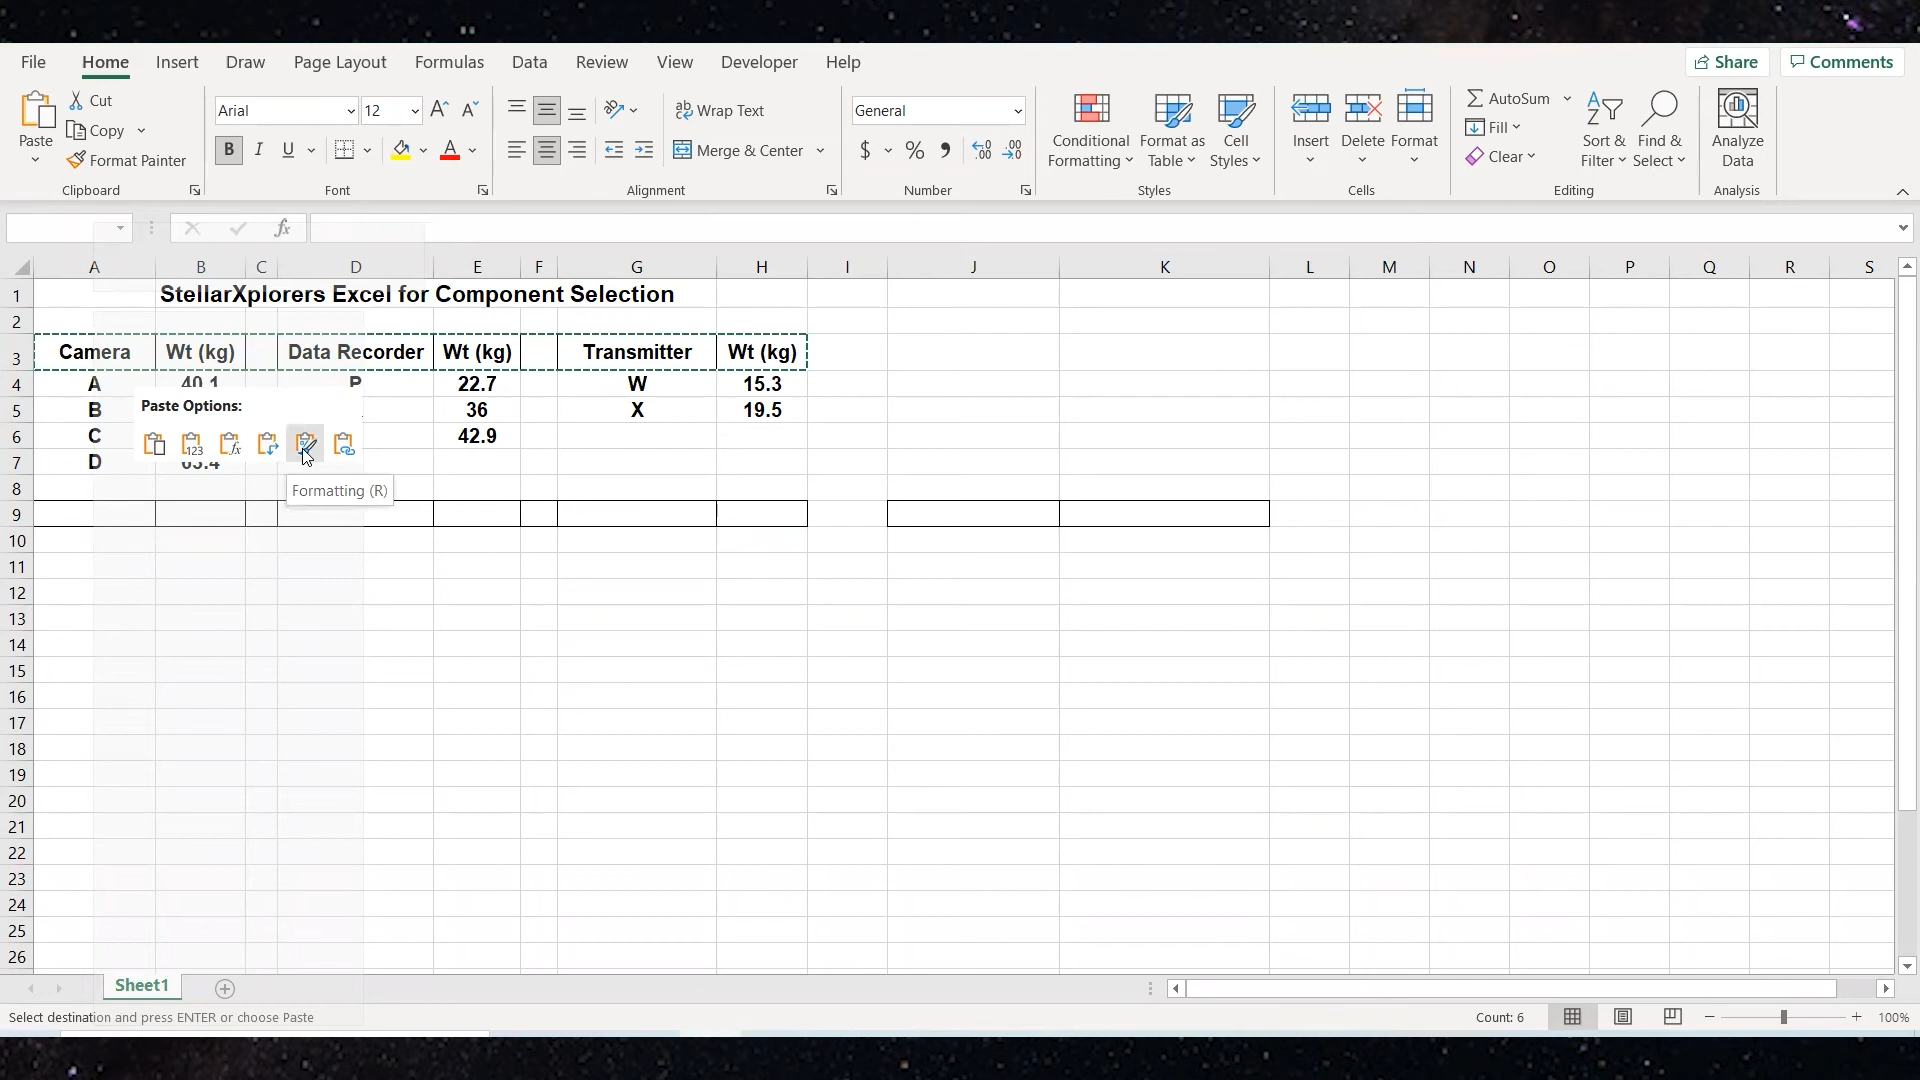 File Home Insert Draw Page Layout Formulas Data Review View Developer Help Share Comments
Cut
Copy
Format Painter
Paste
Clipboard
Arial 12
B I U
Font
Wrap Text
Merge & Center
Alignment
General
$ % 9
Number
Conditional Formatting
Format as Table
Cell Styles
Styles
Insert Delete Format
Cells
AutoSum
Fill
Clear
Sort & Filter
Find & Select
Editing
Analyze Data
Analysis
fx
A B C D E F G H I J K L M N O P Q R S
1 StellarXplorers Excel for Component Selection
2
3 Camera Wt (kg) Data Recorder Wt (kg) Transmitter Wt (kg)
4 A 40.1 22.7 W 15.3
5 B 36 X 19.5
6 C 42.9
7 D
Paste Options:
123 fx %
Formatting (R)
8
9
10
11
12
13
14
15
16
17
18
19
20
21
22
23
24
25
26
Sheet1
Select destination and press ENTER or choose Paste Count: 6 100%